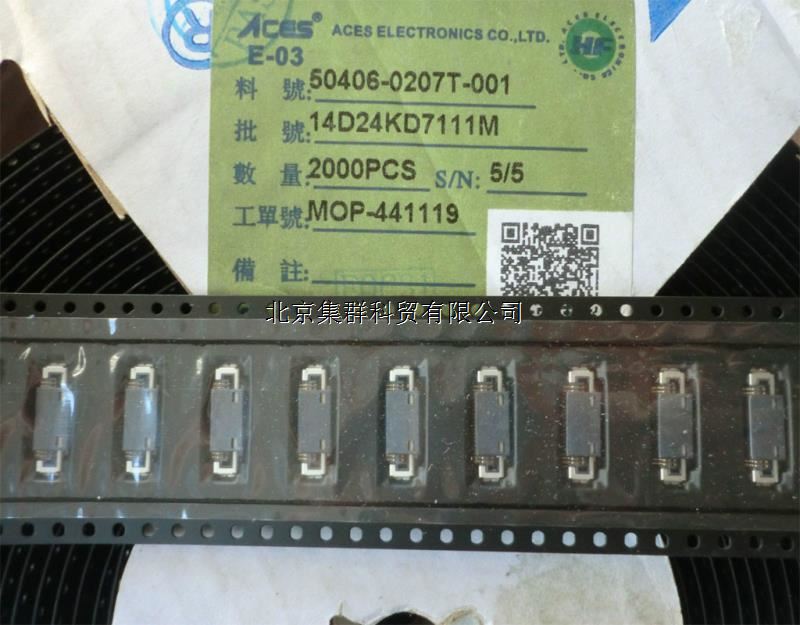 ACES® ACES ELECTRONICS CO.,LTD.
E-03
HF
料 號:50406-0207T-001
批 號:14D24KD7111M
數 量:2000PCS S/N: 5/5
工單號:MOP-441119
備 註:
北京集群科贸有限公司